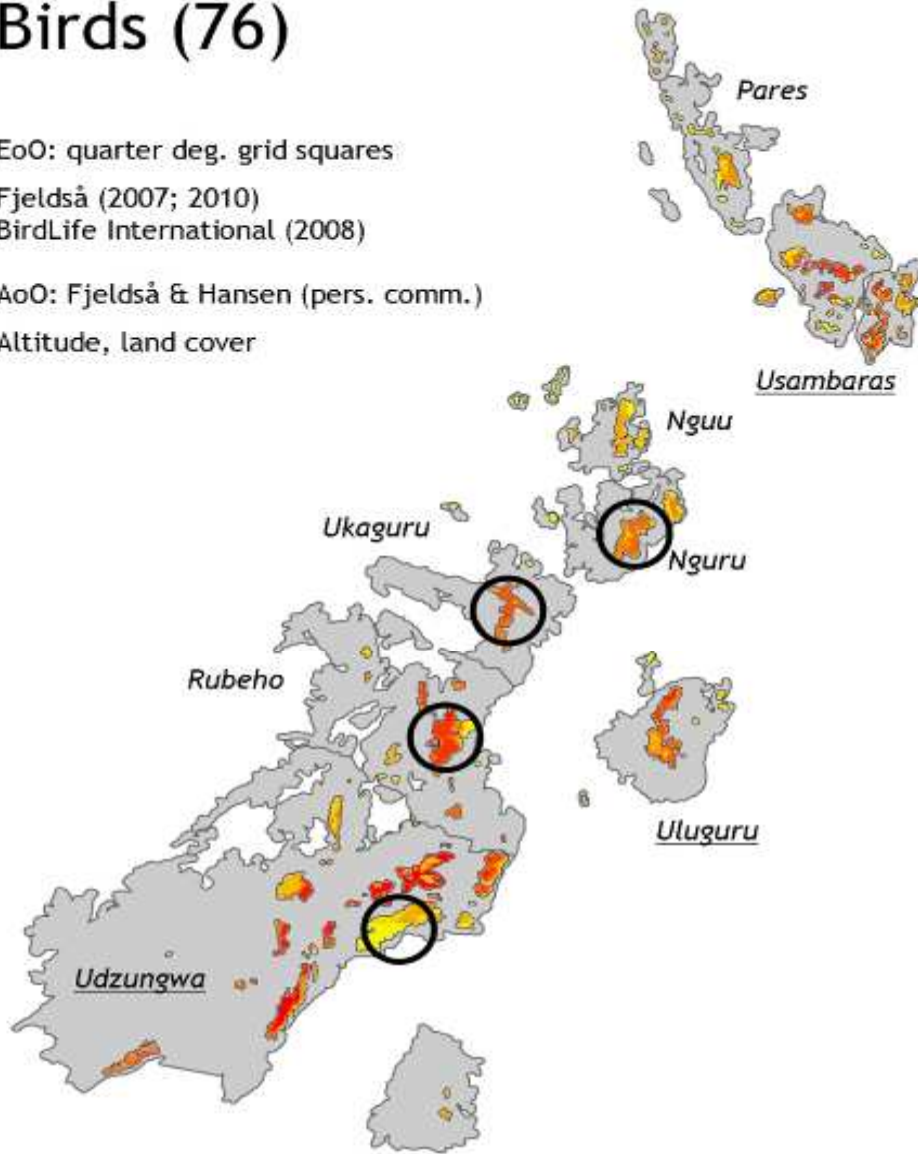 Birds (76)
EoO: quarter deg. grid squares
Fjeldså (2007; 2010)
BirdLife International (2008)
AoO: Fjeldså & Hansen (pers. comm.)
Altitude, land cover
Pares
Usambaras
Nguu
Ukaguru
Nguru
Rubeho
Uluguru
Udzungwa